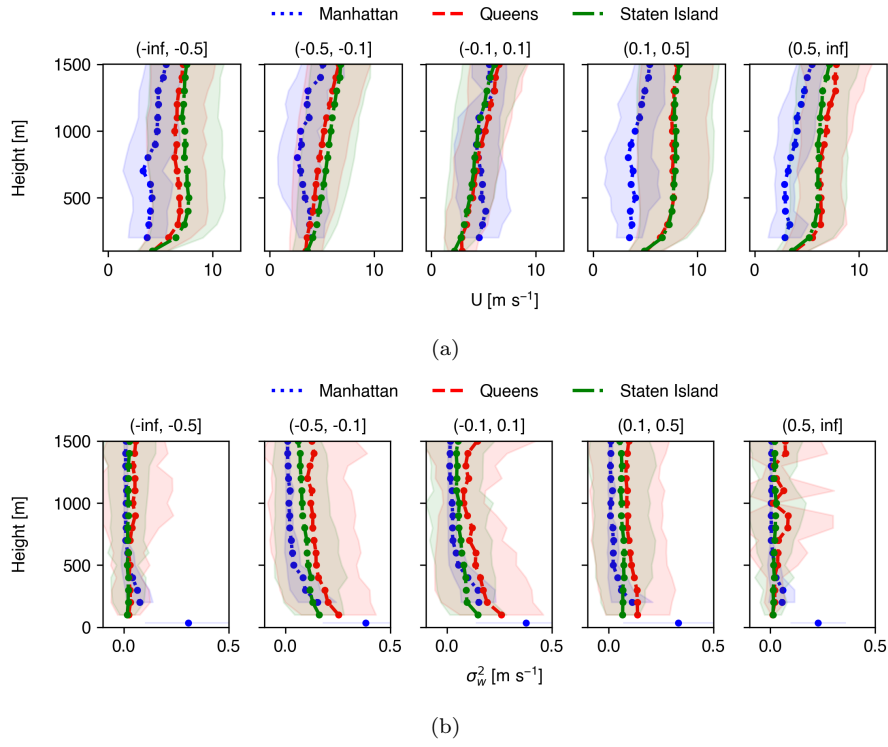 Manhattan Queens Staten Island
(-inf, -0.5] (-0.5, -0.1] (-0.1, 0.1] (0.1, 0.5] (0.5, inf]
1500
1000
500
Height [m]
0 10 0 10 0 10 0 10 0 10
U [m s⁻¹]
(a)
Manhattan Queens Staten Island
(-inf, -0.5] (-0.5, -0.1] (-0.1, 0.1] (0.1, 0.5] (0.5, inf]
1500
1000
500
0
Height [m]
0.0 0.5 0.0 0.5 0.0 0.5 0.0 0.5 0.0 0.5
σ²w [m s⁻¹]
(b)